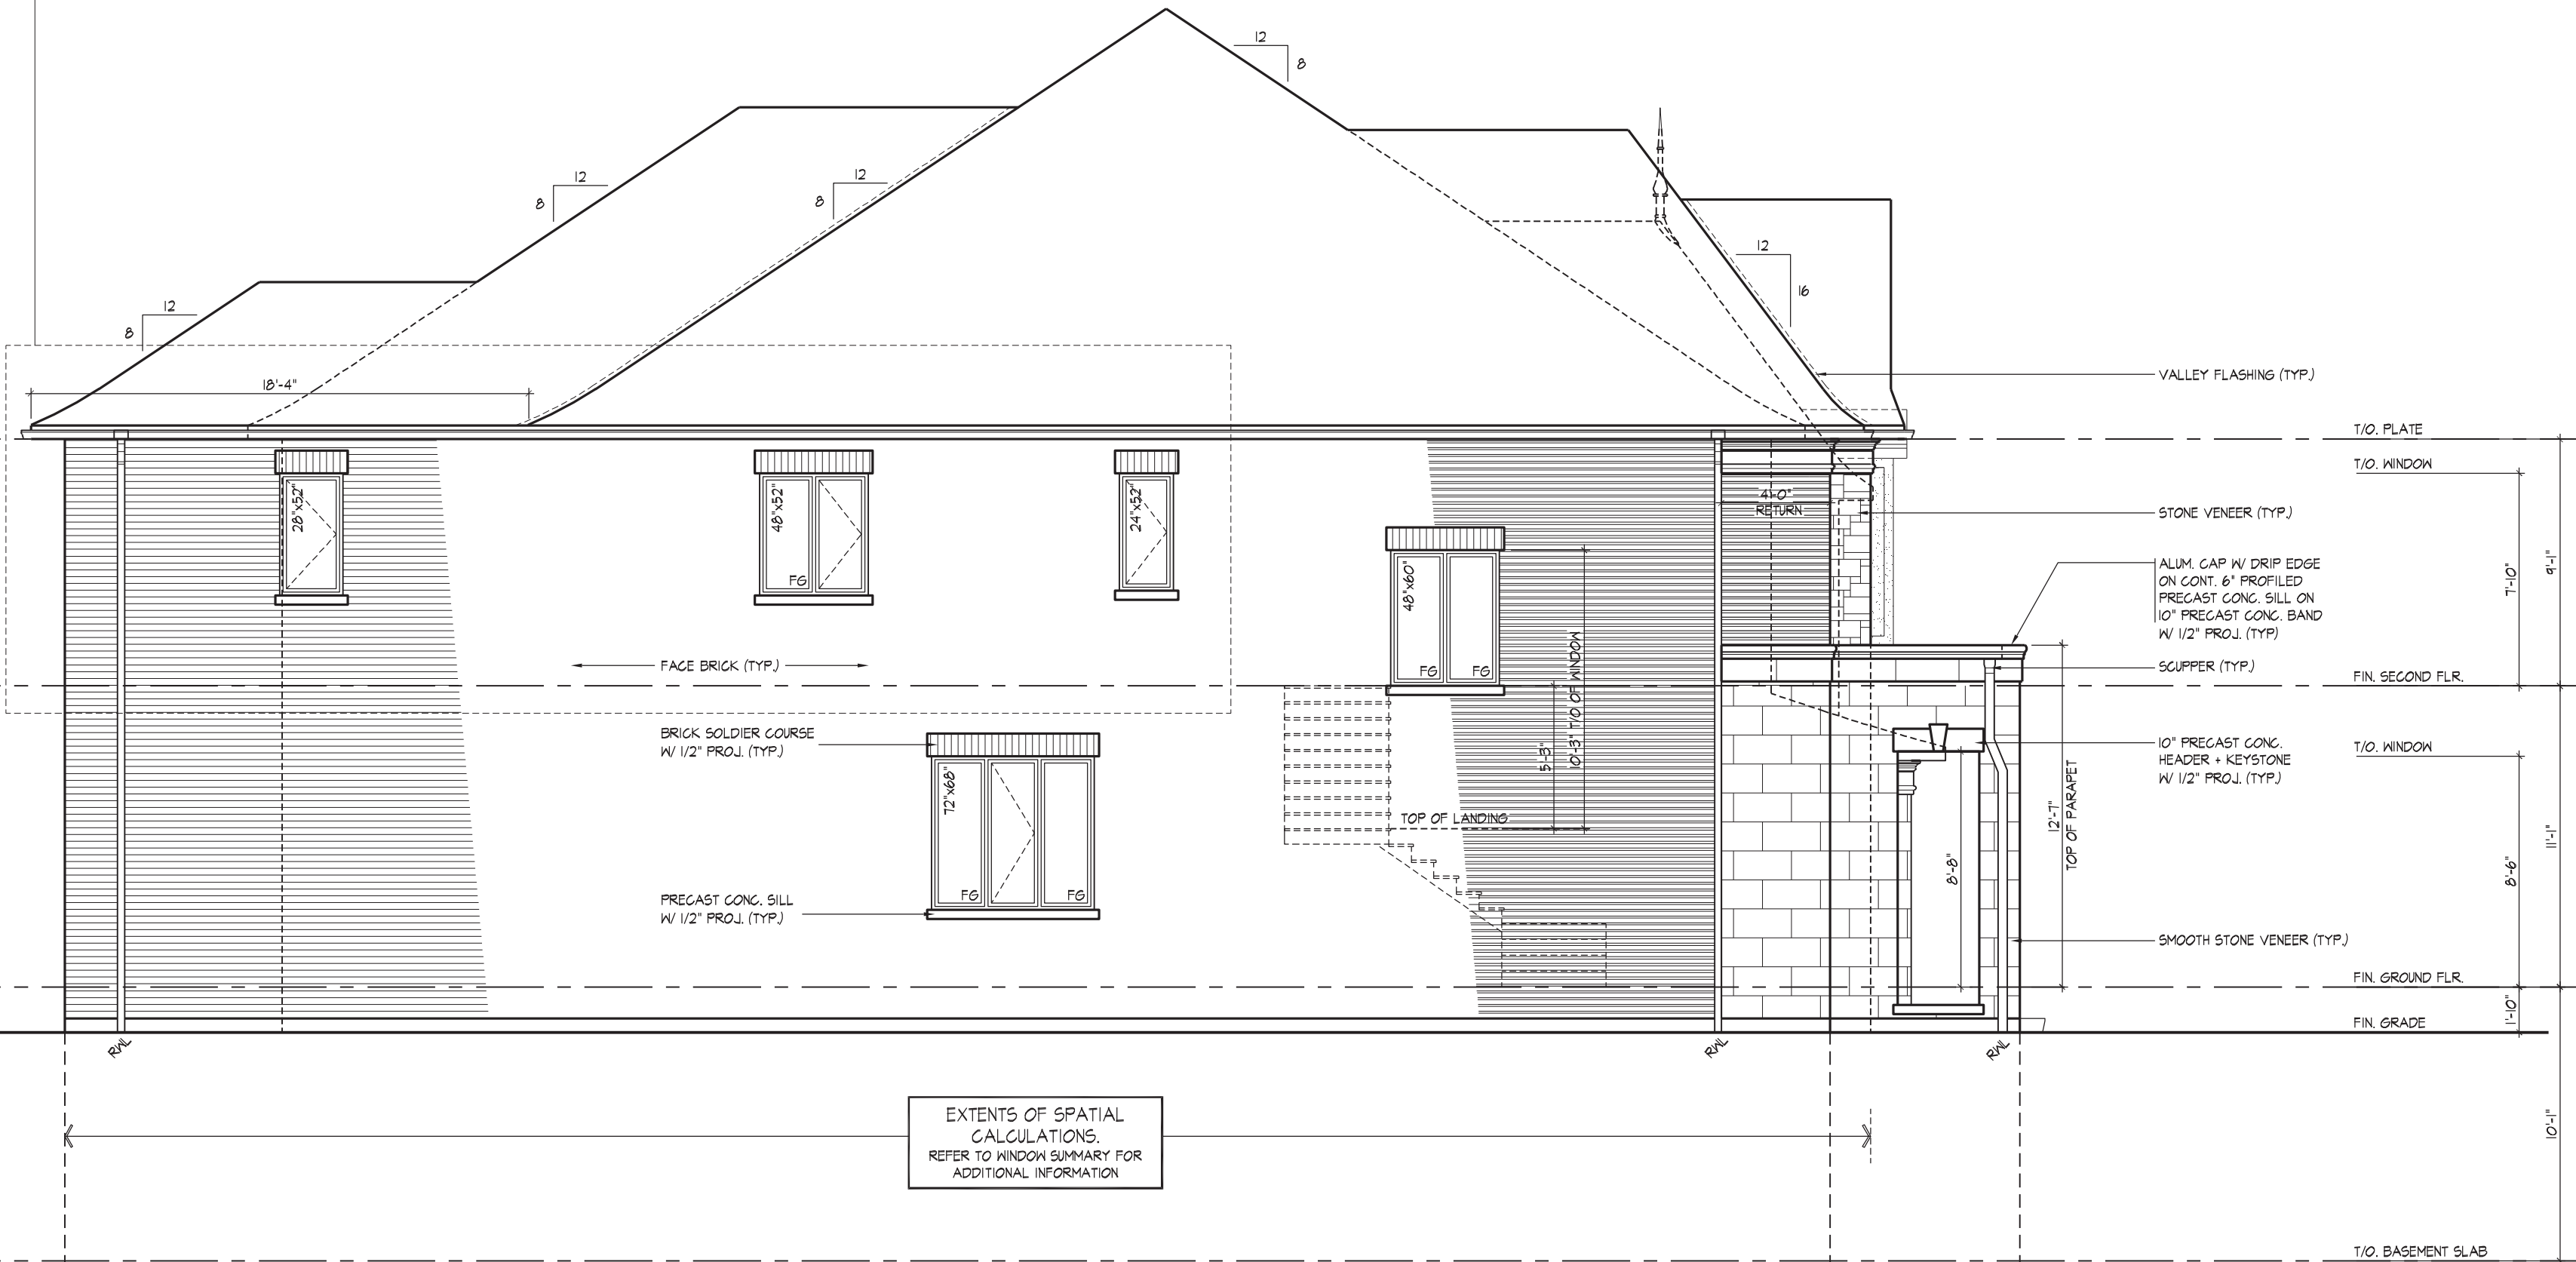 12
8
12
8
12
8
12
8
12
16
18'-4"
VALLEY FLASHING (TYP.)
T/O. PLATE
T/O. WINDOW
28"x52"
48"x52"
FG
24"x52"
4'-0"
RETURN
STONE VENEER (TYP.)
48"x60"
FG
FG
ALUM. CAP W/ DRIP EDGE
ON CONT. 6" PROFILED
PRECAST CONC. SILL ON
10" PRECAST CONC. BAND
W/ 1/2" PROJ. (TYP)
7'-10"
9'-1"
FACE BRICK (TYP.)
SCUPPER (TYP.)
FIN. SECOND FLR.
BRICK SOLDIER COURSE
W/ 1/2" PROJ. (TYP.)
72"x68"
FG
FG
5'-3"
10'-3" T/O OF WINDOW
TOP OF LANDING
10" PRECAST CONC.
HEADER + KEYSTONE
W/ 1/2" PROJ. (TYP.)
T/O. WINDOW
12'-7"
TOP OF PARAPET
8'-8"
8'-6"
11'-1"
PRECAST CONC. SILL
W/ 1/2" PROJ. (TYP.)
SMOOTH STONE VENEER (TYP.)
FIN. GROUND FLR.
1'-10"
FIN. GRADE
RWL
RWL
RWL
EXTENTS OF SPATIAL
CALCULATIONS.
REFER TO WINDOW SUMMARY FOR
ADDITIONAL INFORMATION
10'-1"
T/O. BASEMENT SLAB